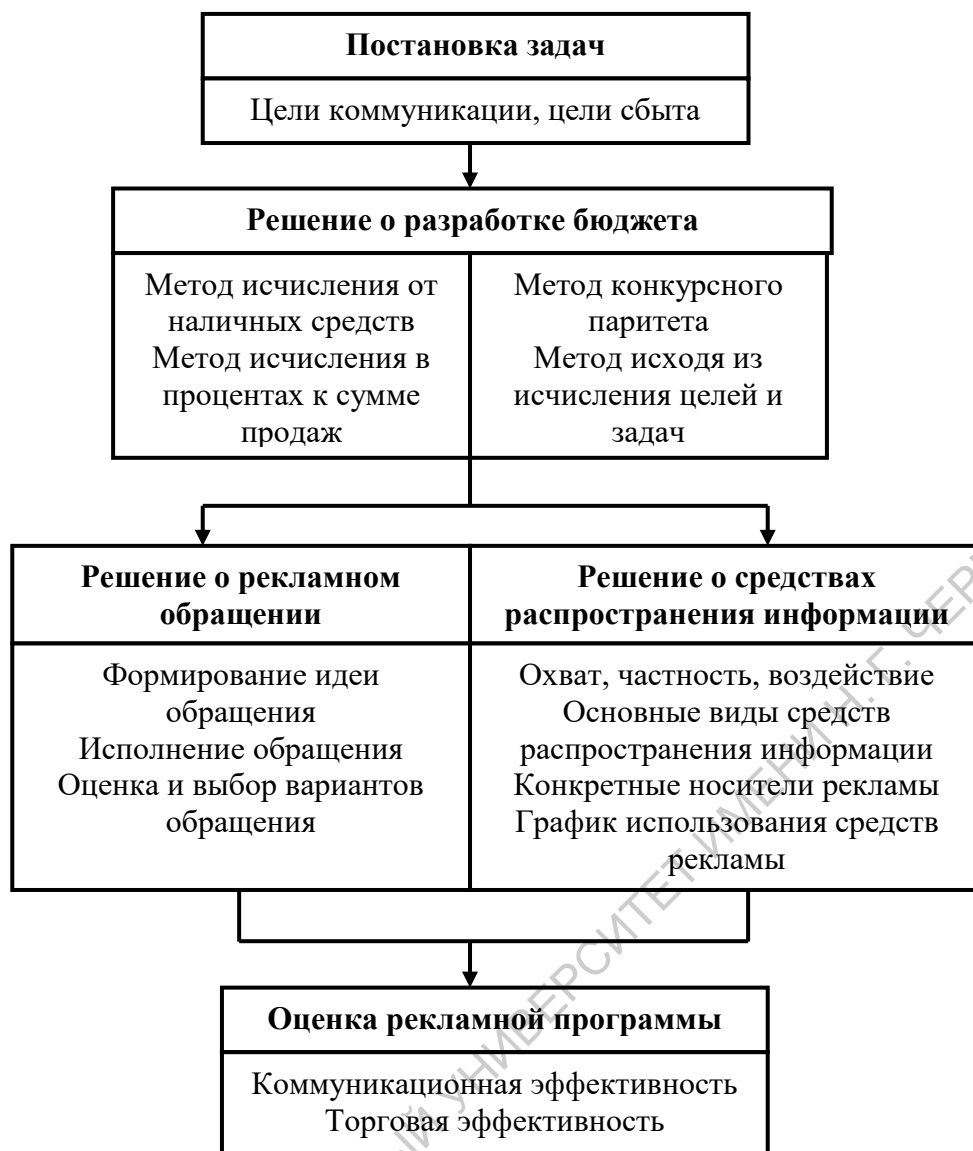 Постановка задач
Цели коммуникации, цели сбыта
Решение о разработке бюджета
Метод исчисления от
наличных средств
Метод исчисления в
процентах к сумме
продаж
Метод конкурсного
паритета
Метод исходя из
исчисления целей и
задач
Решение о рекламном
обращении
Формирование идеи
обращения
Исполнение обращения
Оценка и выбор вариантов
обращения
Решение о средствах
распространения информации
Охват, частность, воздействие
Основные виды средств
распространения информации
Конкретные носители рекламы
График использования средств
рекламы
Оценка рекламной программы
Коммуникационная эффективность
Торговая эффективность
УНИВЕРСИТЕТ ИМЕНИ Н. Г.